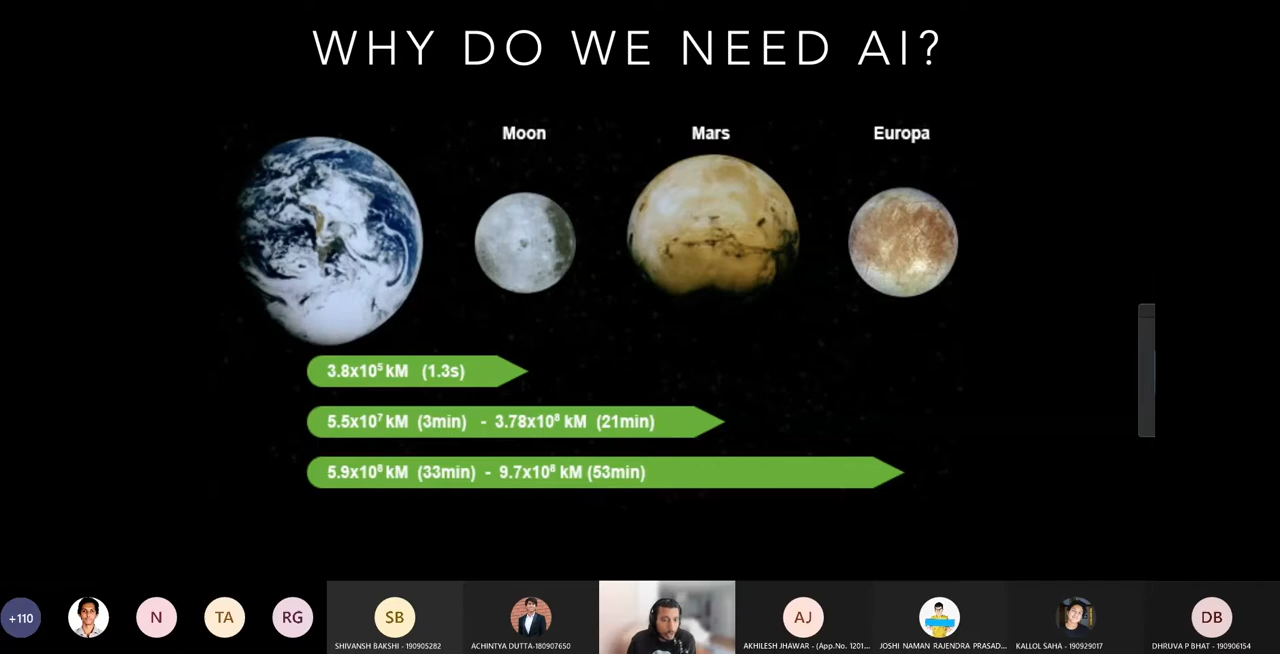 WHY DO WE NEED AI?
Moon Mars Europa
3.8x10⁵ kM (1.3s)
5.5x10⁷ kM (3min) - 3.78x10⁸ kM (21min)
5.9x10⁸ kM (33min) - 9.7x10⁸ kM (53min)
+110 N TA RG SB AJ DB
SHIVANSH BAKSHI - 190905282 ACHINTYA DUTTA-180907650 AKHILESH JHAWAR - (App.No. 1201... JOSHI NAMAN RAJENDRA PRASAD... KALLOL SAHA - 190929017 DHRUVA P BHAT - 190906154